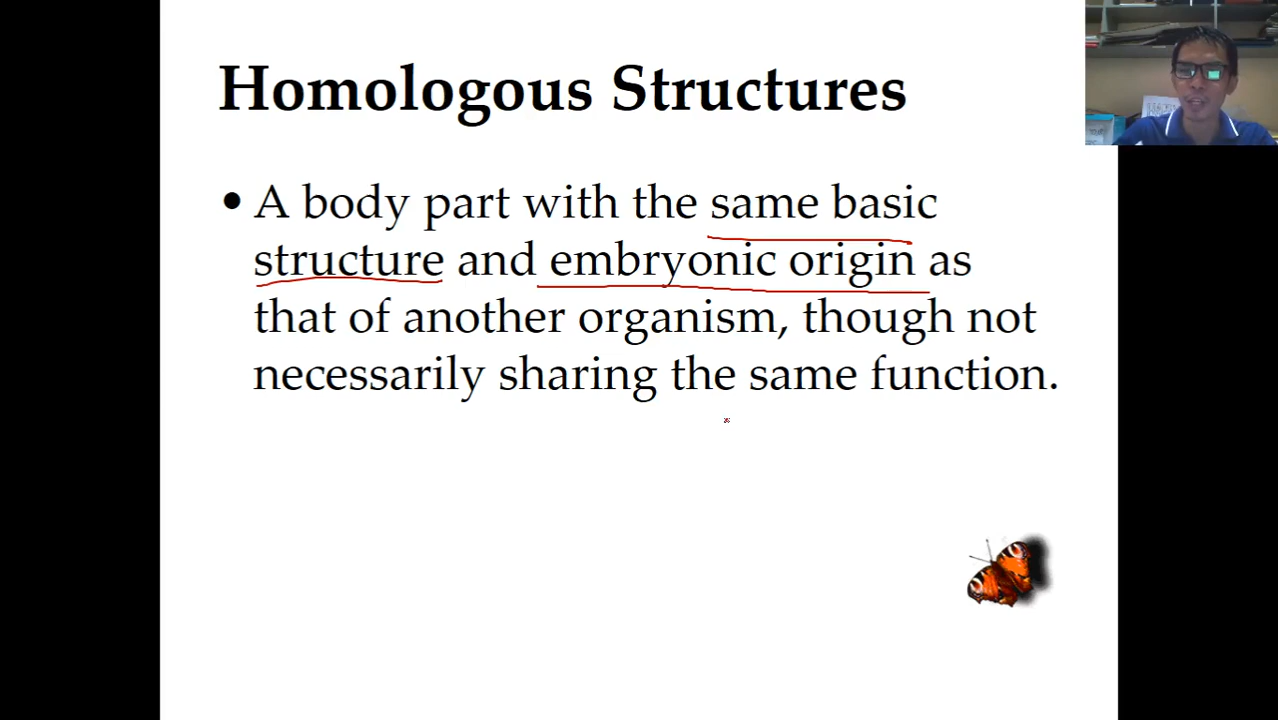 Homologous Structures
• A body part with the same basic
structure and embryonic origin as
that of another organism, though not
necessarily sharing the same function.